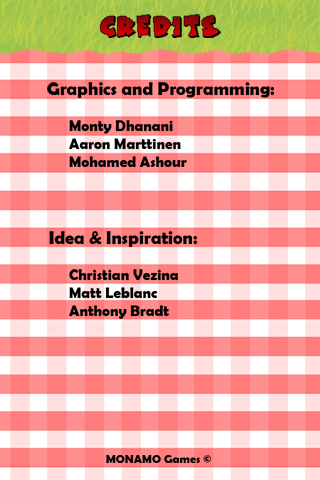 CREDITS
Graphics and Programming:
Monty Dhanani
Aaron Marttinen
Mohamed Ashour
Idea & Inspiration:
Christian Vezina
Matt Leblanc
Anthony Bradt
MONAMO Games ©